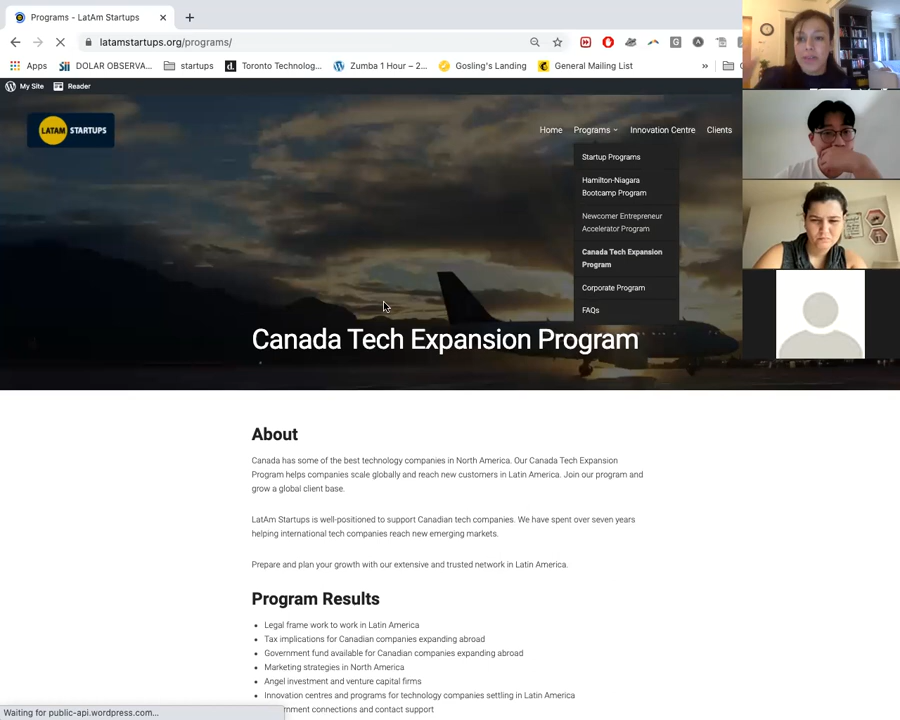 Programs - LatAm Startups
latamstartups.org/programs/
Apps
DOLAR OBSERVA...
startups
Toronto Technolog...
Zumba 1 Hour – 2...
Gosling's Landing
General Mailing List
»
My Site
Reader
LATAM STARTUPS
Home
Programs
Innovation Centre
Clients
Startup Programs
Hamilton-Niagara
Bootcamp Program
Newcomer Entrepreneur
Accelerator Program
Canada Tech Expansion
Program
Corporate Program
FAQs
Canada Tech Expansion Program
About
Canada has some of the best technology companies in North America. Our Canada Tech Expansion
Program helps companies scale globally and reach new customers in Latin America. Join our program and
grow a global client base.
LatAm Startups is well-positioned to support Canadian tech companies. We have spent over seven years
helping international tech companies reach new emerging markets.
Prepare and plan your growth with our extensive and trusted network in Latin America.
Program Results
Legal frame work to work in Latin America
Tax implications for Canadian companies expanding abroad
Government fund available for Canadian companies expanding abroad
Marketing strategies in North America
Angel investment and venture capital firms
Innovation centres and programs for technology companies settling in Latin America
connections and contact support
Waiting for public-api.wordpress.com...